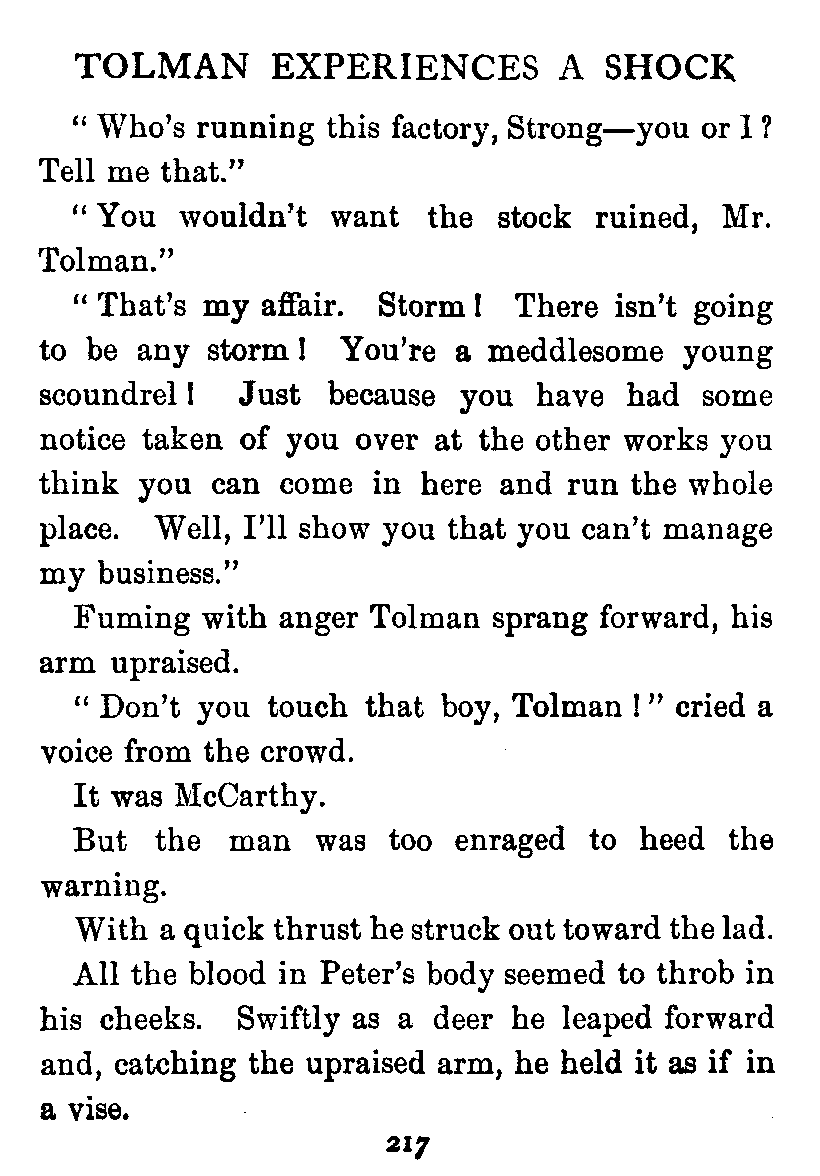 TOLMAN EXPERIENCES A SHOCK
“ Who’s running this factory, Strong—you or I ?
Tell me that.”
“ You wouldn’t want the stock ruined, Mr.
Tolman.”
“ That’s my affair. Storm ! There isn’t going
to be any storm ! You’re a meddlesome young
scoundrel ! Just because you have had some
notice taken of you over at the other works you
think you can come in here and run the whole
place. Well, I’ll show you that you can’t manage
my business.”
Fuming with anger Tolman sprang forward, his
arm upraised.
“ Don’t you touch that boy, Tolman ! ” cried a
voice from the crowd.
It was McCarthy.
But the man was too enraged to heed the
warning.
With a quick thrust he struck out toward the lad.
All the blood in Peter’s body seemed to throb in
his cheeks. Swiftly as a deer he leaped forward
and, catching the upraised arm, he held it as if in
a vise.
217